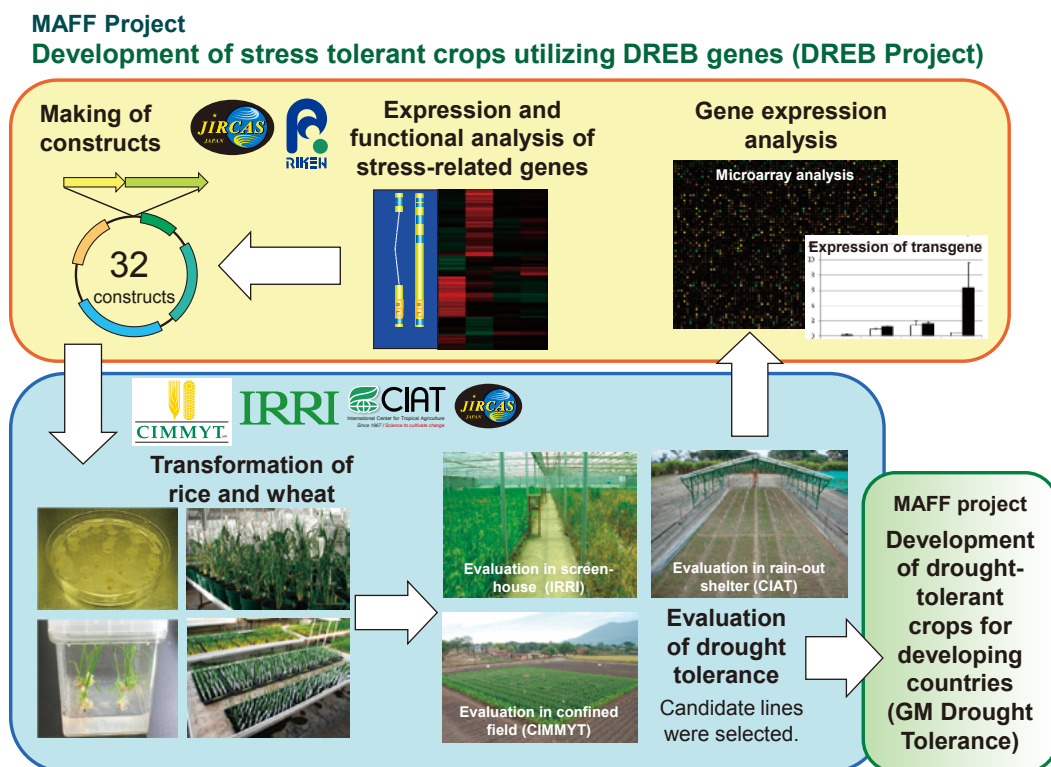 MAFF Project
Development of stress tolerant crops utilizing DREB genes (DREB Project)
Making of
constructs
JIRCAS
JAPAN
RIKEN
Expression and
functional analysis of
stress-related genes
Gene expression
analysis
Microarray analysis
Expression of transgene
32
constructs
CIMMYT
IRRI
CIAT
International Center for Tropical Agriculture
Since 1967 / Science to cultivate change
JIRCAS
JAPAN
Transformation of
rice and wheat
Evaluation in screen-
house (IRRI)
Evaluation in rain-out
shelter (CIAT)
Evaluation in confined
field (CIMMYT)
Evaluation
of drought
tolerance
Candidate lines
were selected.
MAFF project
Development
of drought-
tolerant
crops for
developing
countries
(GM Drought
Tolerance)